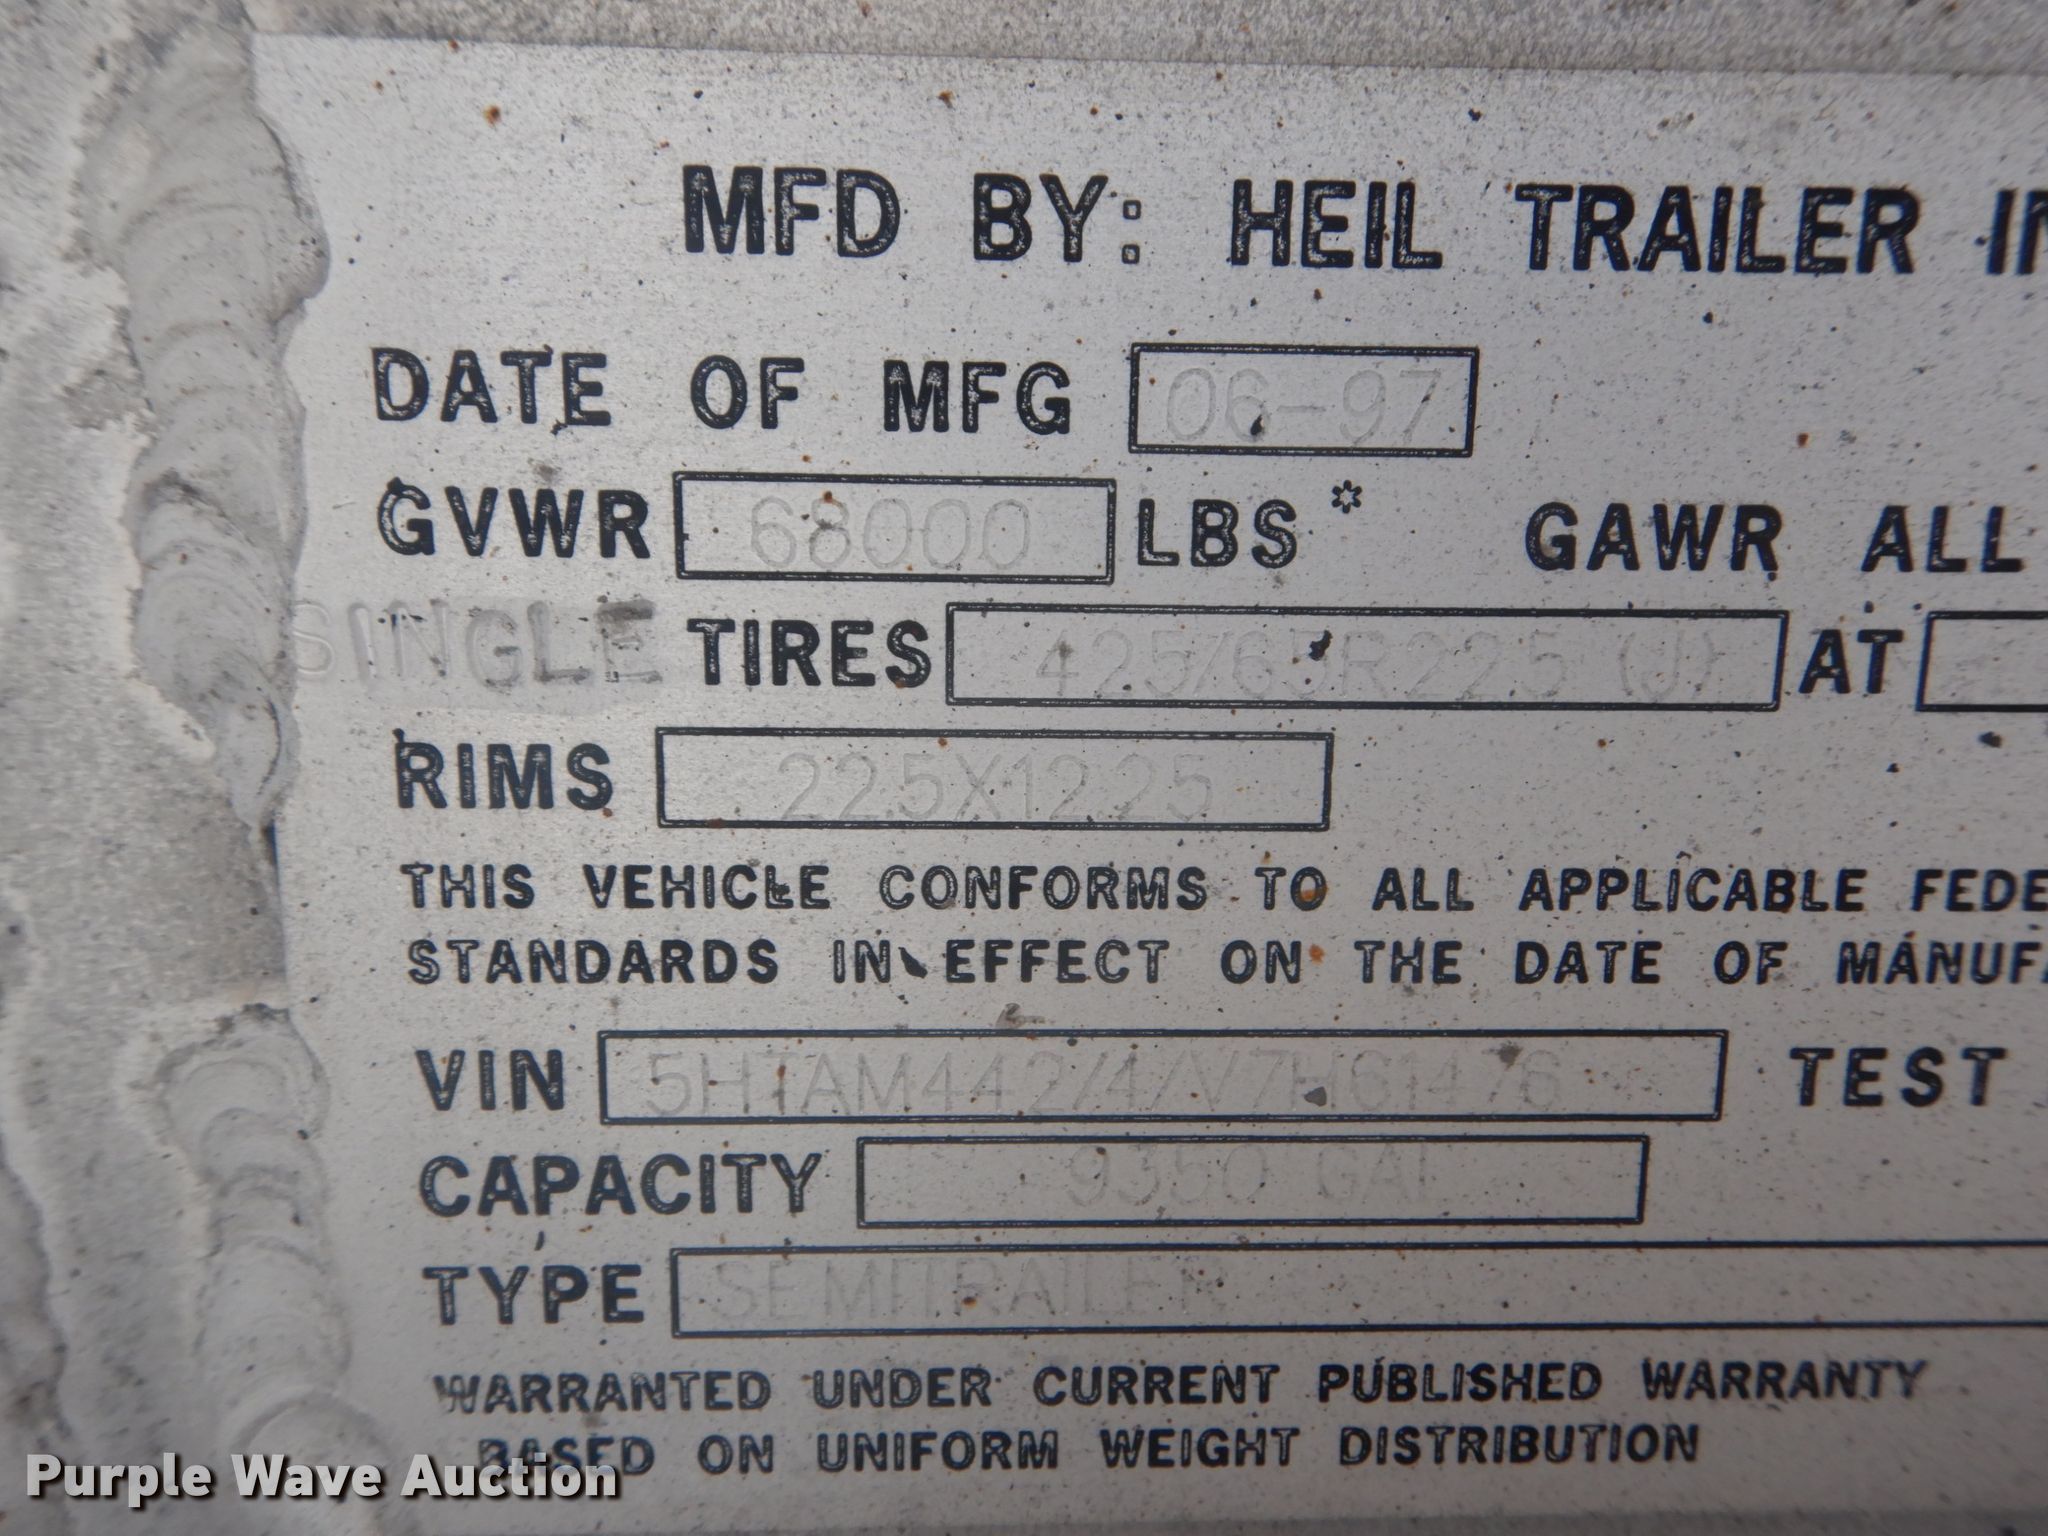 MFD BY: HEIL TRAILER
DATE OF MFG 06-97
GVWR 68000 LBS* GAWR ALL
SINGLE TIRES 425/65R22.5 (J) AT
RIMS 22.5X12.25
THIS VEHICLE CONFORMS TO ALL APPLICABLE FEDE
STANDARDS IN EFFECT ON THE DATE OF MANUF
VIN TEST
CAPACITY 9350 GAL
TYPE SEMITRAILER
WARRANTED UNDER CURRENT PUBLISHED WARRANTY
BASED ON UNIFORM WEIGHT DISTRIBUTION
Purple Wave Auction